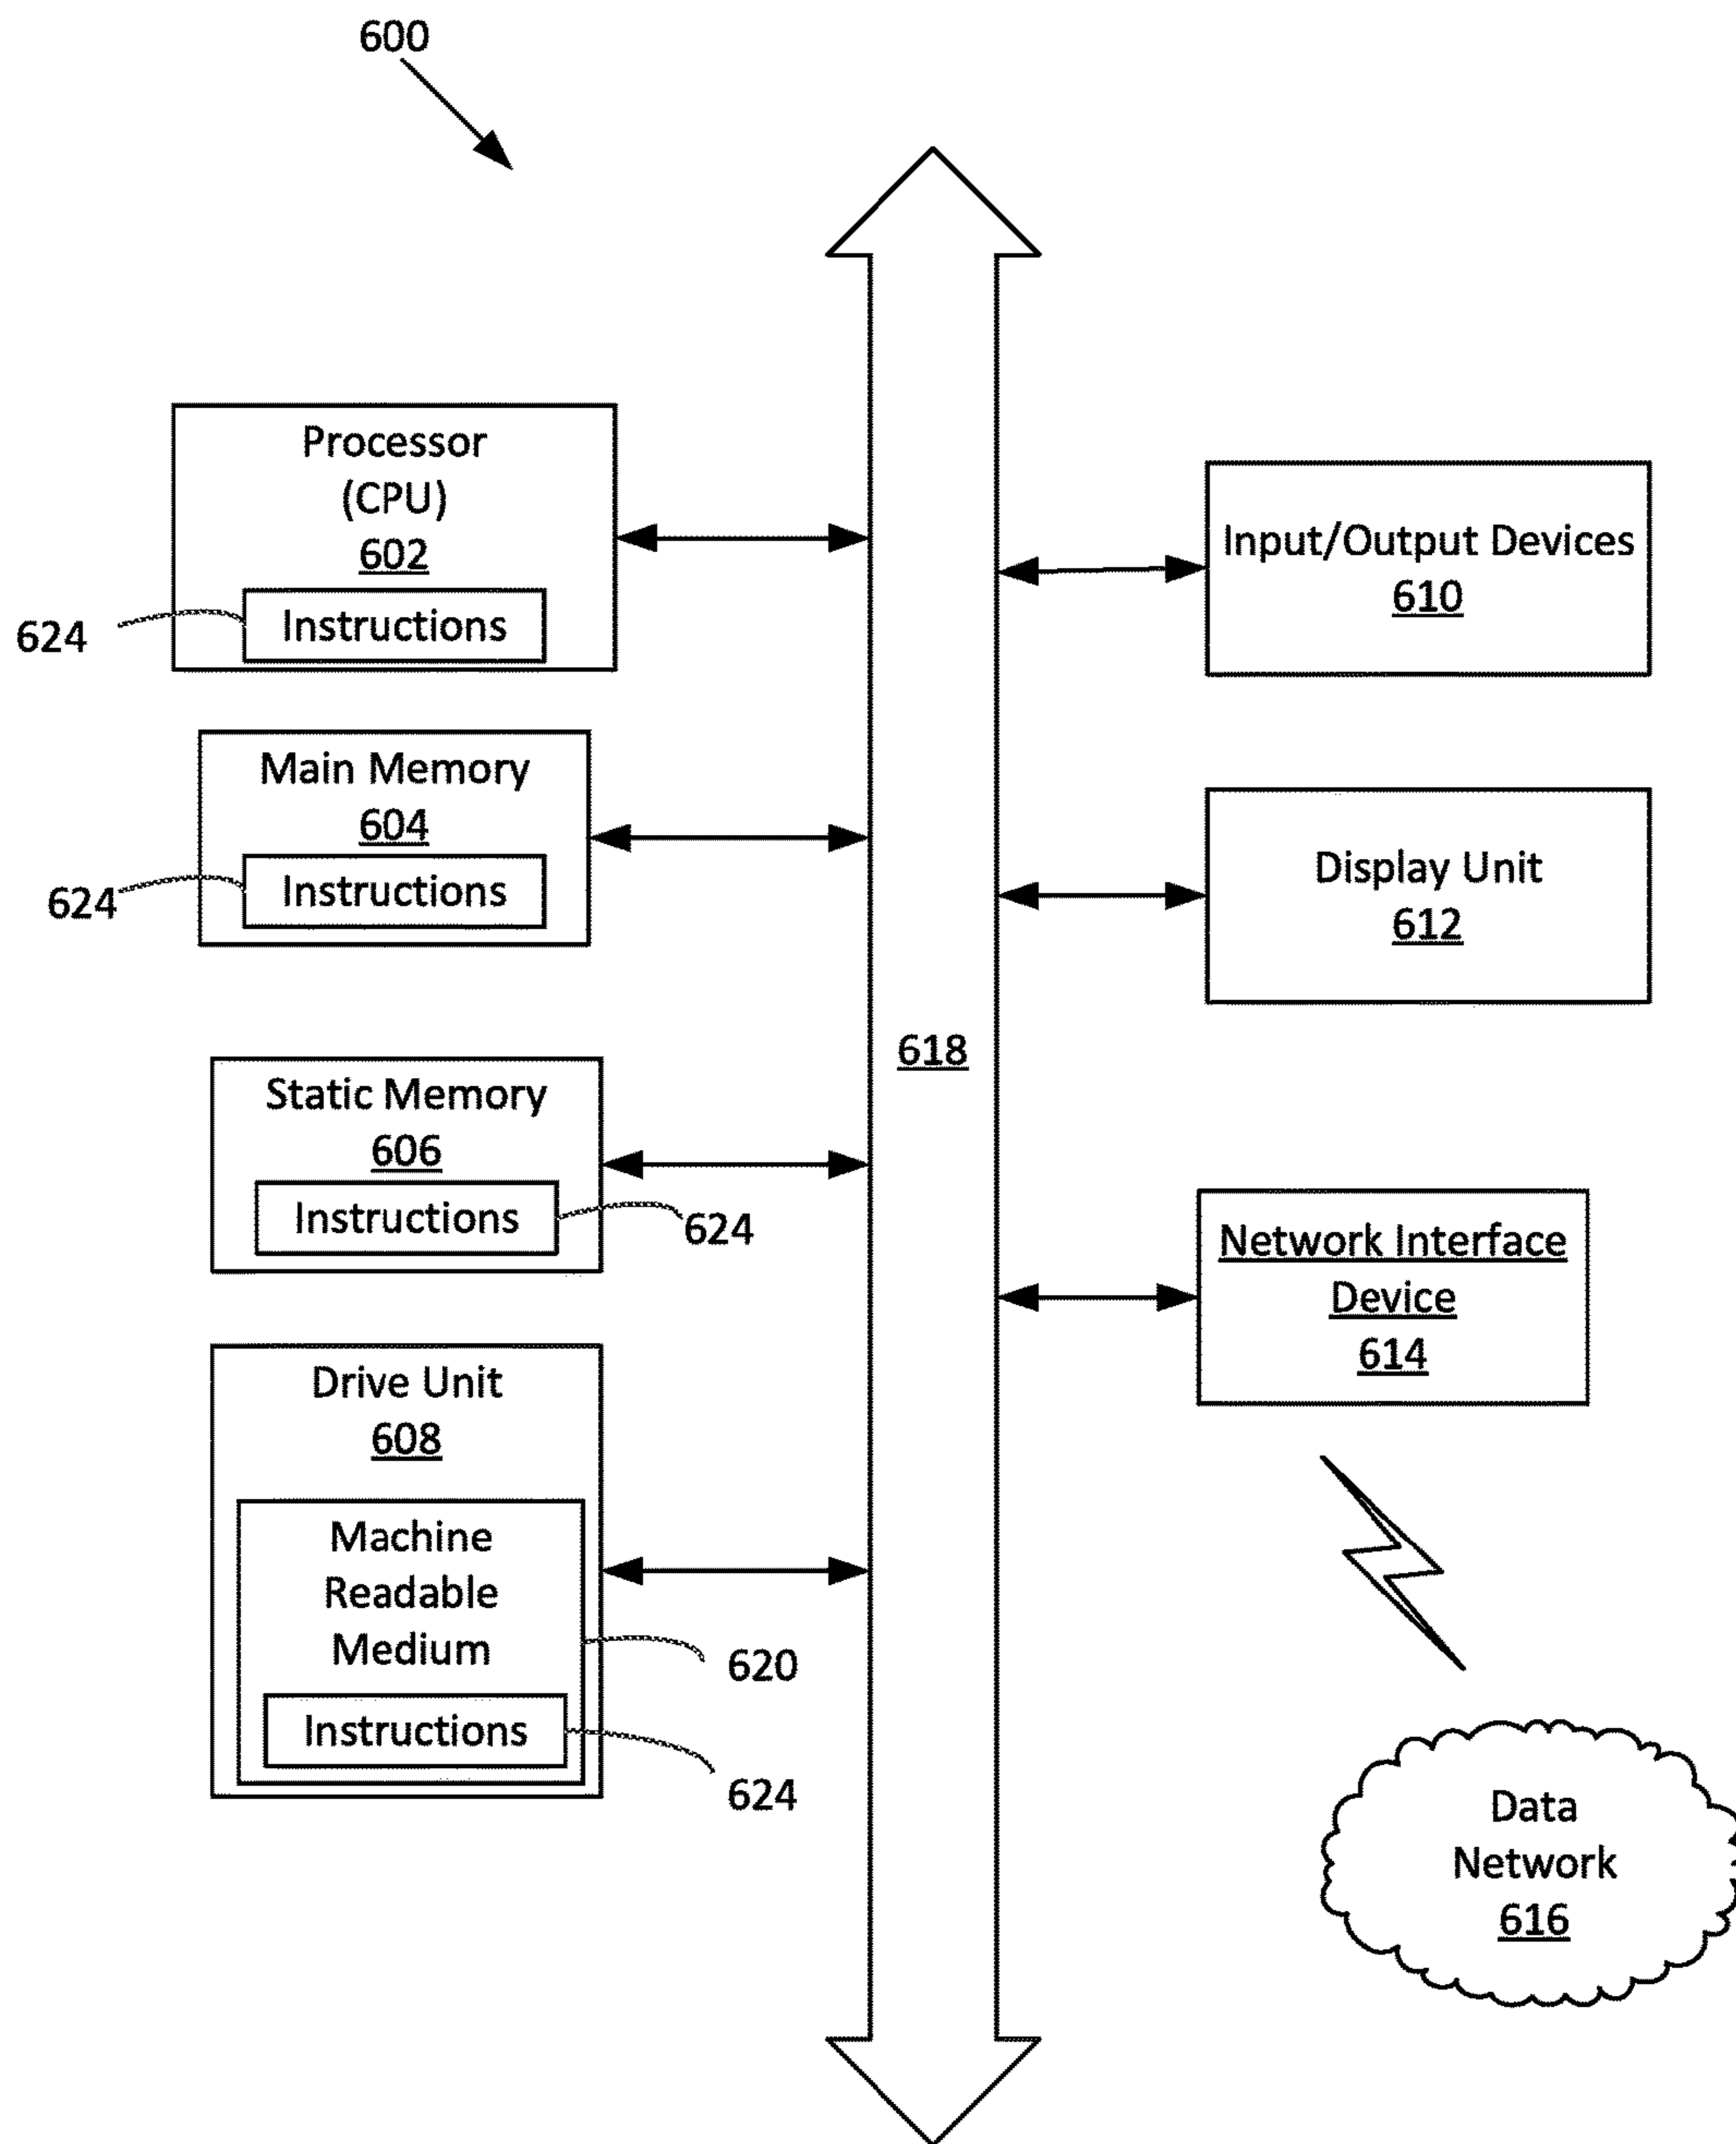 600
Processor
(CPU)
602
Instructions
624
Main Memory
604
Instructions
624
Static Memory
606
Instructions
624
Drive Unit
608
Machine
Readable
Medium
620
Instructions
624
618
Input/Output Devices
610
Display Unit
612
Network Interface
Device
614
Data
Network
616